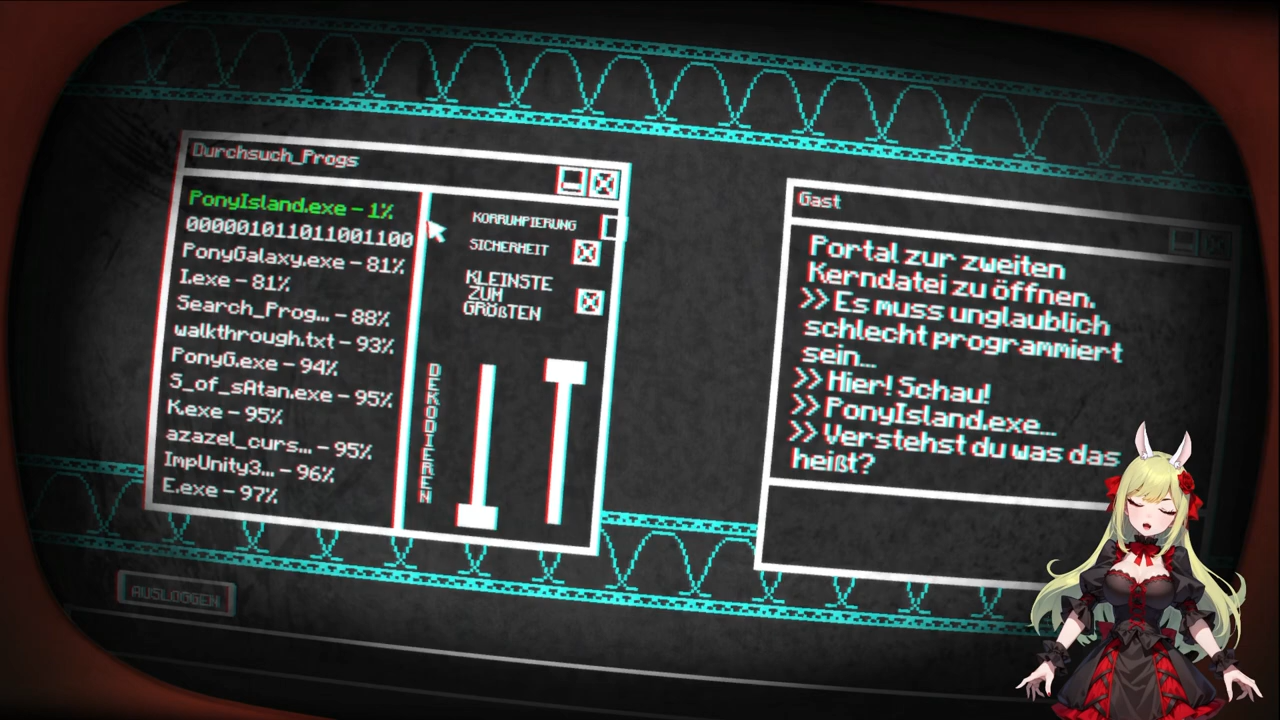 Durchsuch_Progs
PonyIsland.exe – 1%
000001011011001100
PonyGalaxy.exe – 81%
I.exe – 81%
Search_Prog... – 88%
walkthrough.txt – 93%
PonyG.exe – 94%
S_of_sAtan.exe – 95%
K.exe – 95%
azazel_curs... – 95%
ImpUnity3... – 96%
E.exe – 97%
KORRUMPIERUNG
SICHERHEIT
KLEINSTE
ZUM
GRÖßTEN
DEKODIEREN
Gast
Portal zur zweiten
Kerndatei zu öffnen.
>> Es muss unglaublich
schlecht programmiert
sein...
>> Hier! Schau!
>> PonyIsland.exe...
>> Verstehst du was das
heißt?
AUSLOGGEN